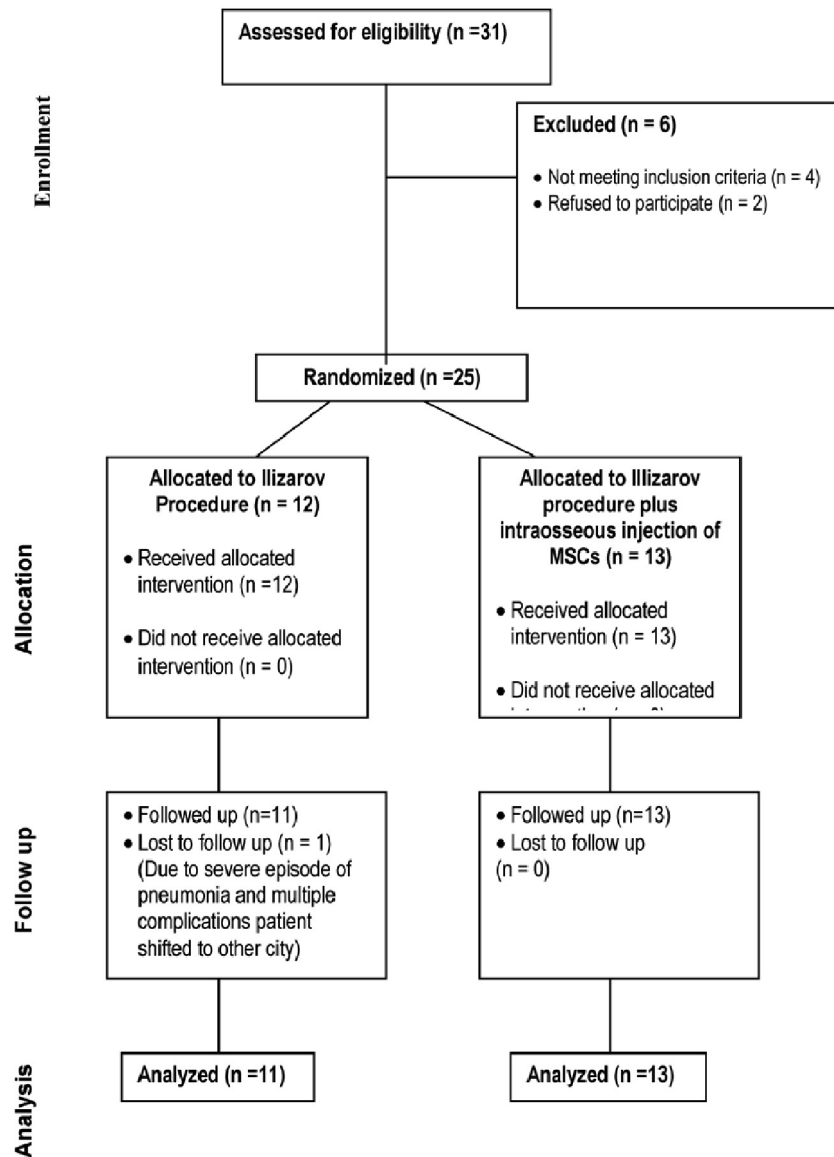 Assessed for eligibility (n =31)
Enrollment
Excluded (n = 6)
• Not meeting inclusion criteria (n = 4)
• Refused to participate (n = 2)
Randomized (n =25)
Allocation
Allocated to Ilizarov
Procedure (n = 12)
• Received allocated
intervention (n =12)
• Did not receive allocated
intervention (n = 0)
Allocated to Illizarov
procedure plus
intraosseous injection of
MSCs (n = 13)
• Received allocated
intervention (n = 13)
• Did not receive allocated
Follow up
• Followed up (n=11)
• Lost to follow up (n = 1)
(Due to severe episode of
pneumonia and multiple
complications patient
shifted to other city)
• Followed up (n=13)
• Lost to follow up
(n = 0)
Analysis
Analyzed (n =11)
Analyzed (n =13)